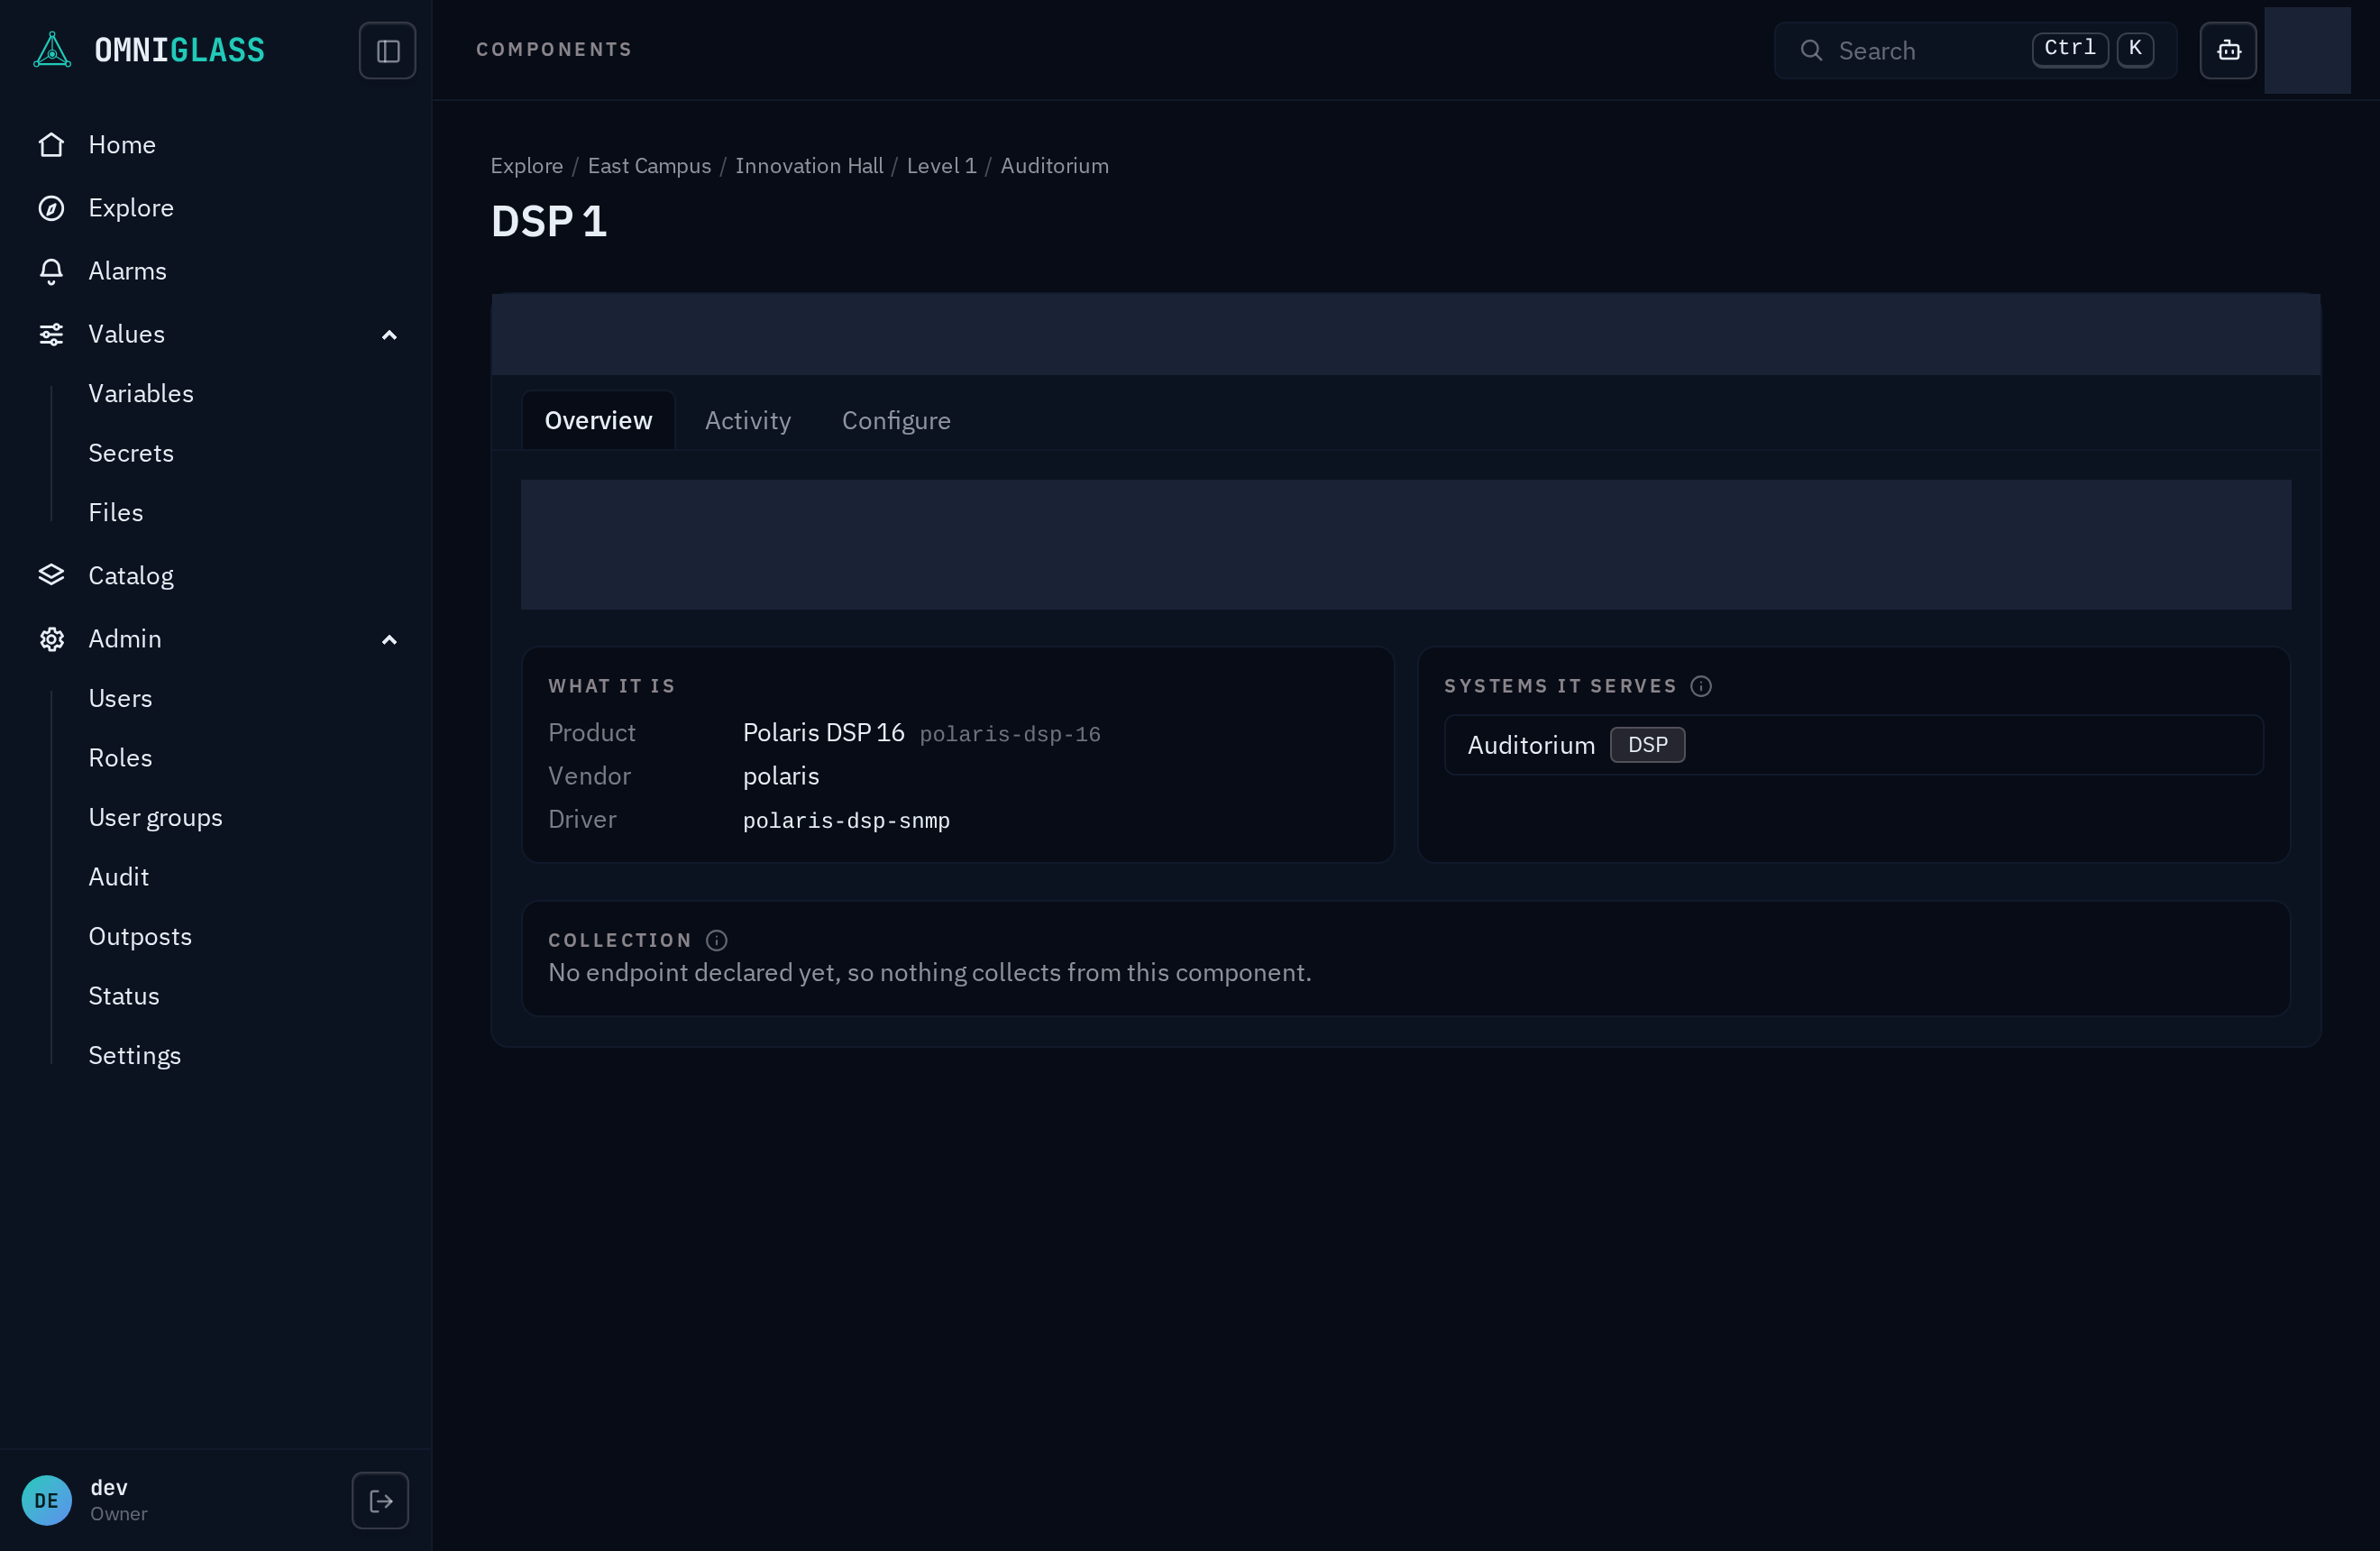 OMNIGLASS
COMPONENTS
Search
Ctrl K
Home
Explore
Alarms
Values
Variables
Secrets
Files
Catalog
Admin
Users
Roles
User groups
Audit
Outposts
Status
Settings
DE
dev
Owner
Explore / East Campus / Innovation Hall / Level 1 / Auditorium
DSP 1
Overview Activity Configure
WHAT IT IS
Product Polaris DSP 16 polaris-dsp-16
Vendor polaris
Driver polaris-dsp-snmp
SYSTEMS IT SERVES
Auditorium DSP
COLLECTION
No endpoint declared yet, so nothing collects from this component.